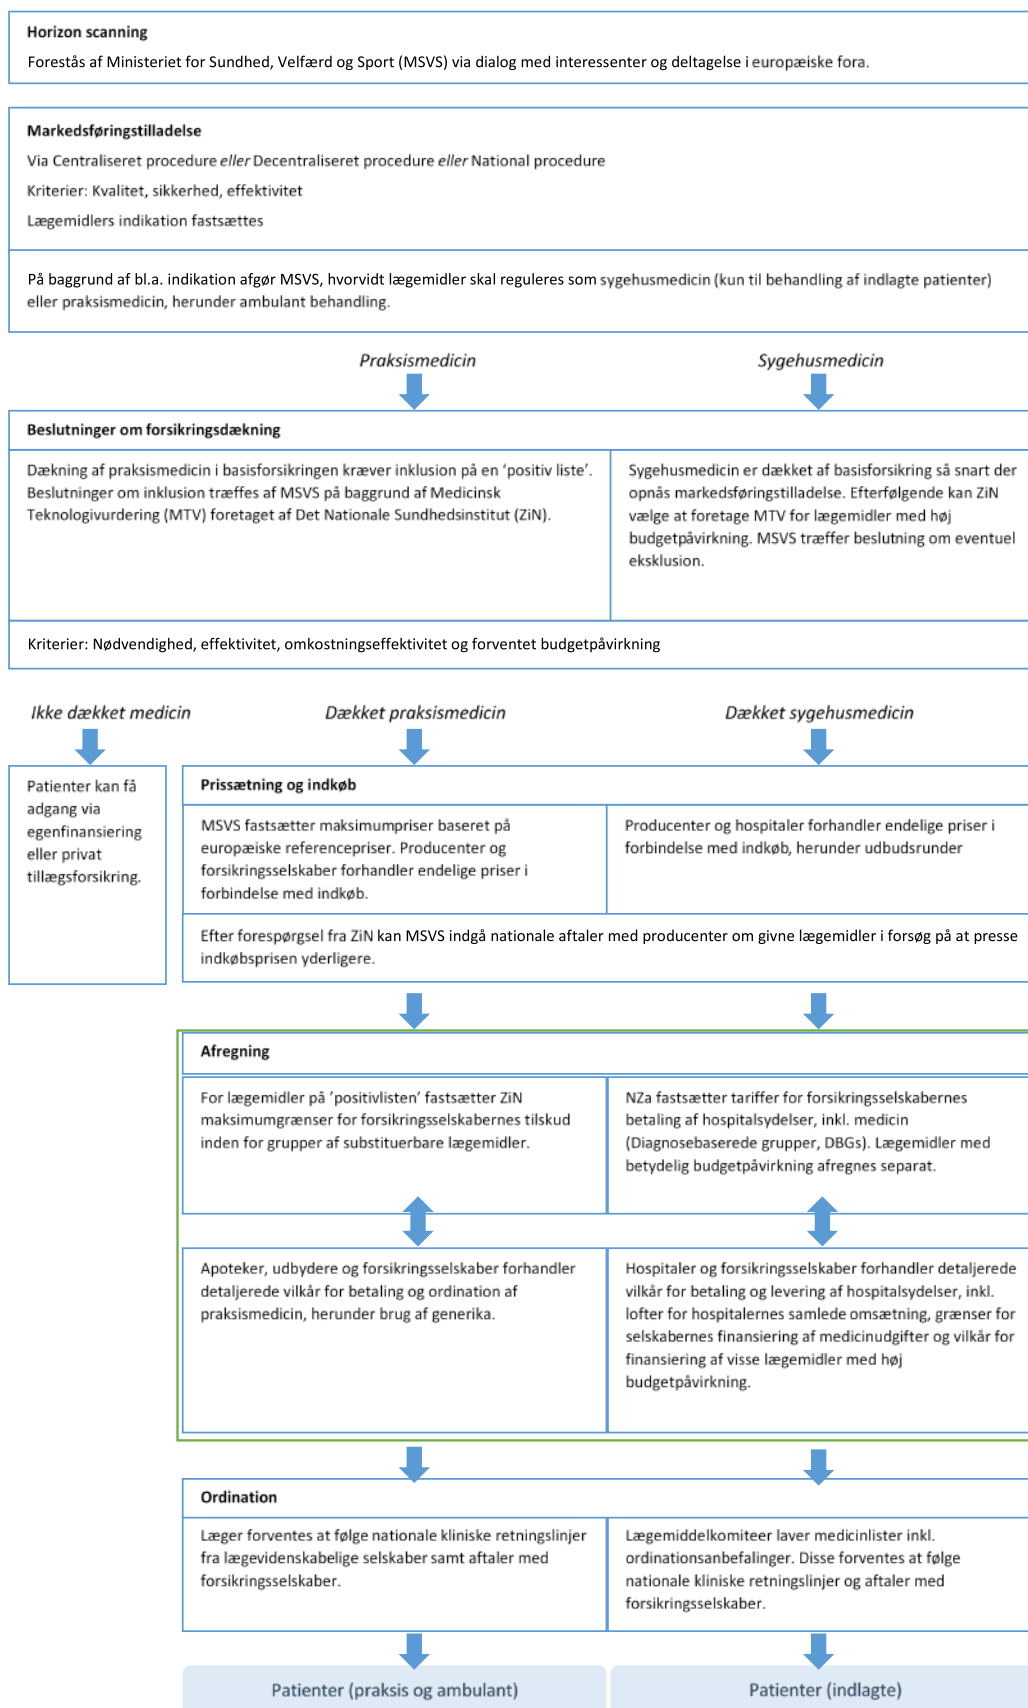 Horizon scanning
Forestås af Ministeriet for Sundhed, Velfærd og Sport (MSVS) via dialog med interessenter og deltagelse i europæiske fora.
Markedsføringstilladelse
Via Centraliseret procedure eller Decentraliseret procedure eller National procedure
Kriterier: Kvalitet, sikkerhed, effektivitet
Lægemidlers indikation fastsættes
På baggrund af bl.a. indikation afgør MSVS, hvorvidt lægemidler skal reguleres som sygehusmedicin (kun til behandling af indlagte patienter)
eller praksismedicin, herunder ambulant behandling.
Praksismedicin
Sygehusmedicin
Beslutninger om forsikringsdækning
Dækning af praksismedicin i basisforsikringen kræver inklusion på en ‘positiv liste’.
Beslutninger om inklusion træffes af MSVS på baggrund af Medicinsk
Teknologivurdering (MTV) foretaget af Det Nationale Sundhedsinstitut (ZiN).
Sygehusmedicin er dækket af basisforsikring så snart der
opnås markedsføringstilladelse. Efterfølgende kan ZiN
vælge at foretage MTV for lægemidler med høj
budgetpåvirkning. MSVS træffer beslutning om eventuel
eksklusion.
Kriterier: Nødvendighed, effektivitet, omkostningseffektivitet og forventet budgetpåvirkning
Ikke dækket medicin
Dækket praksismedicin
Dækket sygehusmedicin
Patienter kan få
adgang via
egenfinansiering
eller privat
tillægsforsikring.
Prissætning og indkøb
MSVS fastsætter maksimumpriser baseret på
europæiske referencepriser. Producenter og
forsikringsselskaber forhandler endelige priser i
forbindelse med indkøb.
Producenter og hospitaler forhandler endelige priser i
forbindelse med indkøb, herunder udbudsrunder
Efter forespørgsel fra ZiN kan MSVS indgå nationale aftaler med producenter om givne lægemidler i forsøg på at presse
indkøbsprisen yderligere.
Afregning
For lægemidler på ’positivlisten’ fastsætter ZiN
maksimumgrænser for forsikringsselskabernes tilskud
inden for grupper af substituerbare lægemidler.
NZa fastsætter tariffer for forsikringsselskabernes
betaling af hospitalsydelser, inkl. medicin
(Diagnosebaserede grupper, DBGs). Lægemidler med
betydelig budgetpåvirkning afregnes separat.
Apoteker, udbydere og forsikringsselskaber forhandler
detaljerede vilkår for betaling og ordination af
praksismedicin, herunder brug af generika.
Hospitaler og forsikringsselskaber forhandler detaljerede
vilkår for betaling og levering af hospitalsydelser, inkl.
lofter for hospitalernes samlede omsætning, grænser for
selskabernes finansiering af medicinudgifter og vilkår for
finansiering af visse lægemidler med høj
budgetpåvirkning.
Ordination
Læger forventes at følge nationale kliniske retningslinjer
fra lægevidenskabelige selskaber samt aftaler med
forsikringsselskaber.
Lægemiddelkomiteer laver medicinlister inkl.
ordinationsanbefalinger. Disse forventes at følge
nationale kliniske retningslinjer og aftaler med
forsikringsselskaber.
Patienter (praksis og ambulant)
Patienter (indlagte)